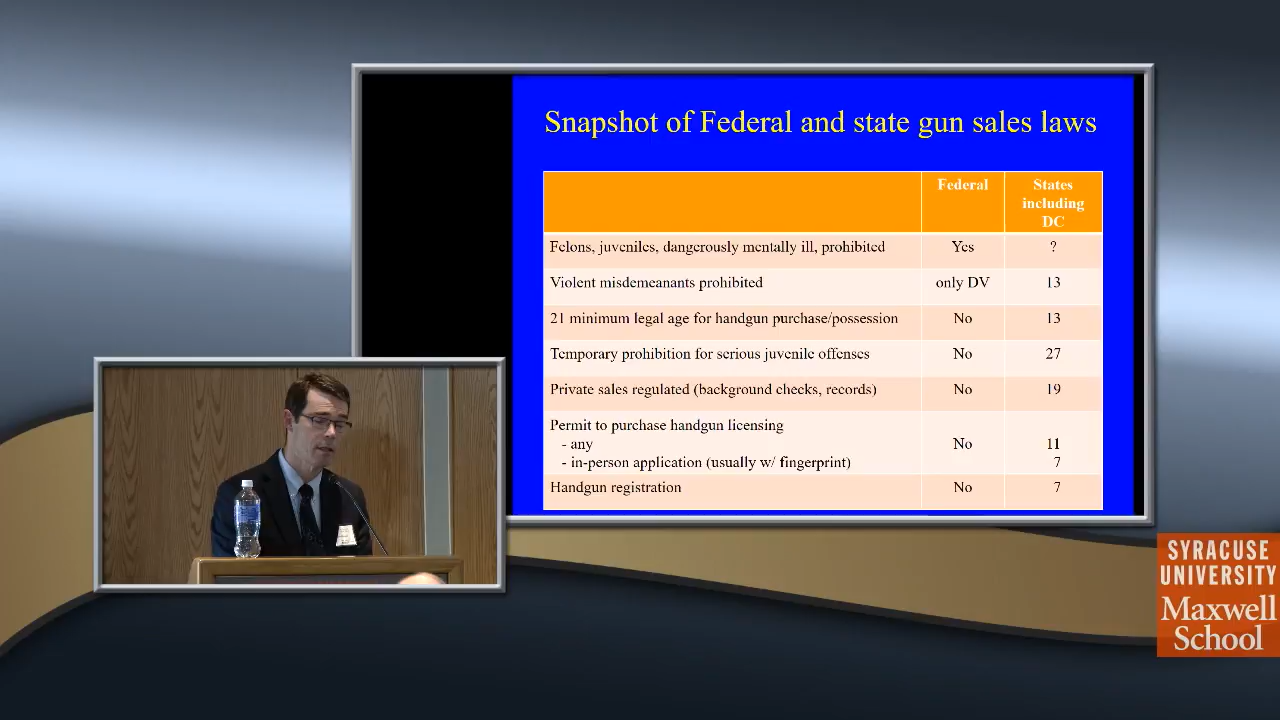 Snapshot of Federal and state gun sales laws
Federal
States
including
DC
Felons, juveniles, dangerously mentally ill, prohibited Yes ?
Violent misdemeanants prohibited only DV 13
21 minimum legal age for handgun purchase/possession No 13
Temporary prohibition for serious juvenile offenses No 27
Private sales regulated (background checks, records) No 19
Permit to purchase handgun licensing
- any No 11
- in-person application (usually w/ fingerprint) 7
Handgun registration No 7
SYRACUSE
UNIVERSITY
Maxwell
School